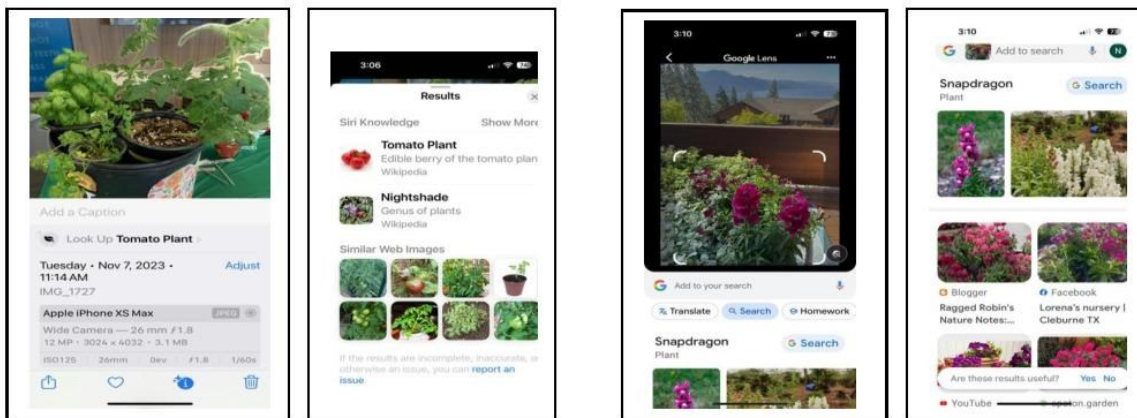 Add a Caption
Look Up Tomato Plant
Tuesday • Nov 7, 2023 •
11:14 AM
Adjust
IMG_1727
Apple iPhone XS Max
JPEG
Wide Camera — 26 mm ƒ1.8
12 MP • 3024 x 4032 • 3.1 MB
ISO125 26mm 0ev ƒ1.8 1/60s
3:06
Results
Siri Knowledge Show More
Tomato Plant
Edible berry of the tomato plan
Wikipedia
Nightshade
Genus of plants
Wikipedia
Similar Web Images
If the results are incomplete, inaccurate, o
otherwise an issue, you can report an
issue.
3:10
Google Lens
G Add to your search
Translate Search Homework
Snapdragon G Search
Plant
3:10
G Add to search N
Snapdragon G Search
Plant
Blogger
Ragged Robin's
Nature Notes:...
Facebook
Lorena's nursery |
Cleburne TX
Are these results useful? Yes No
YouTube